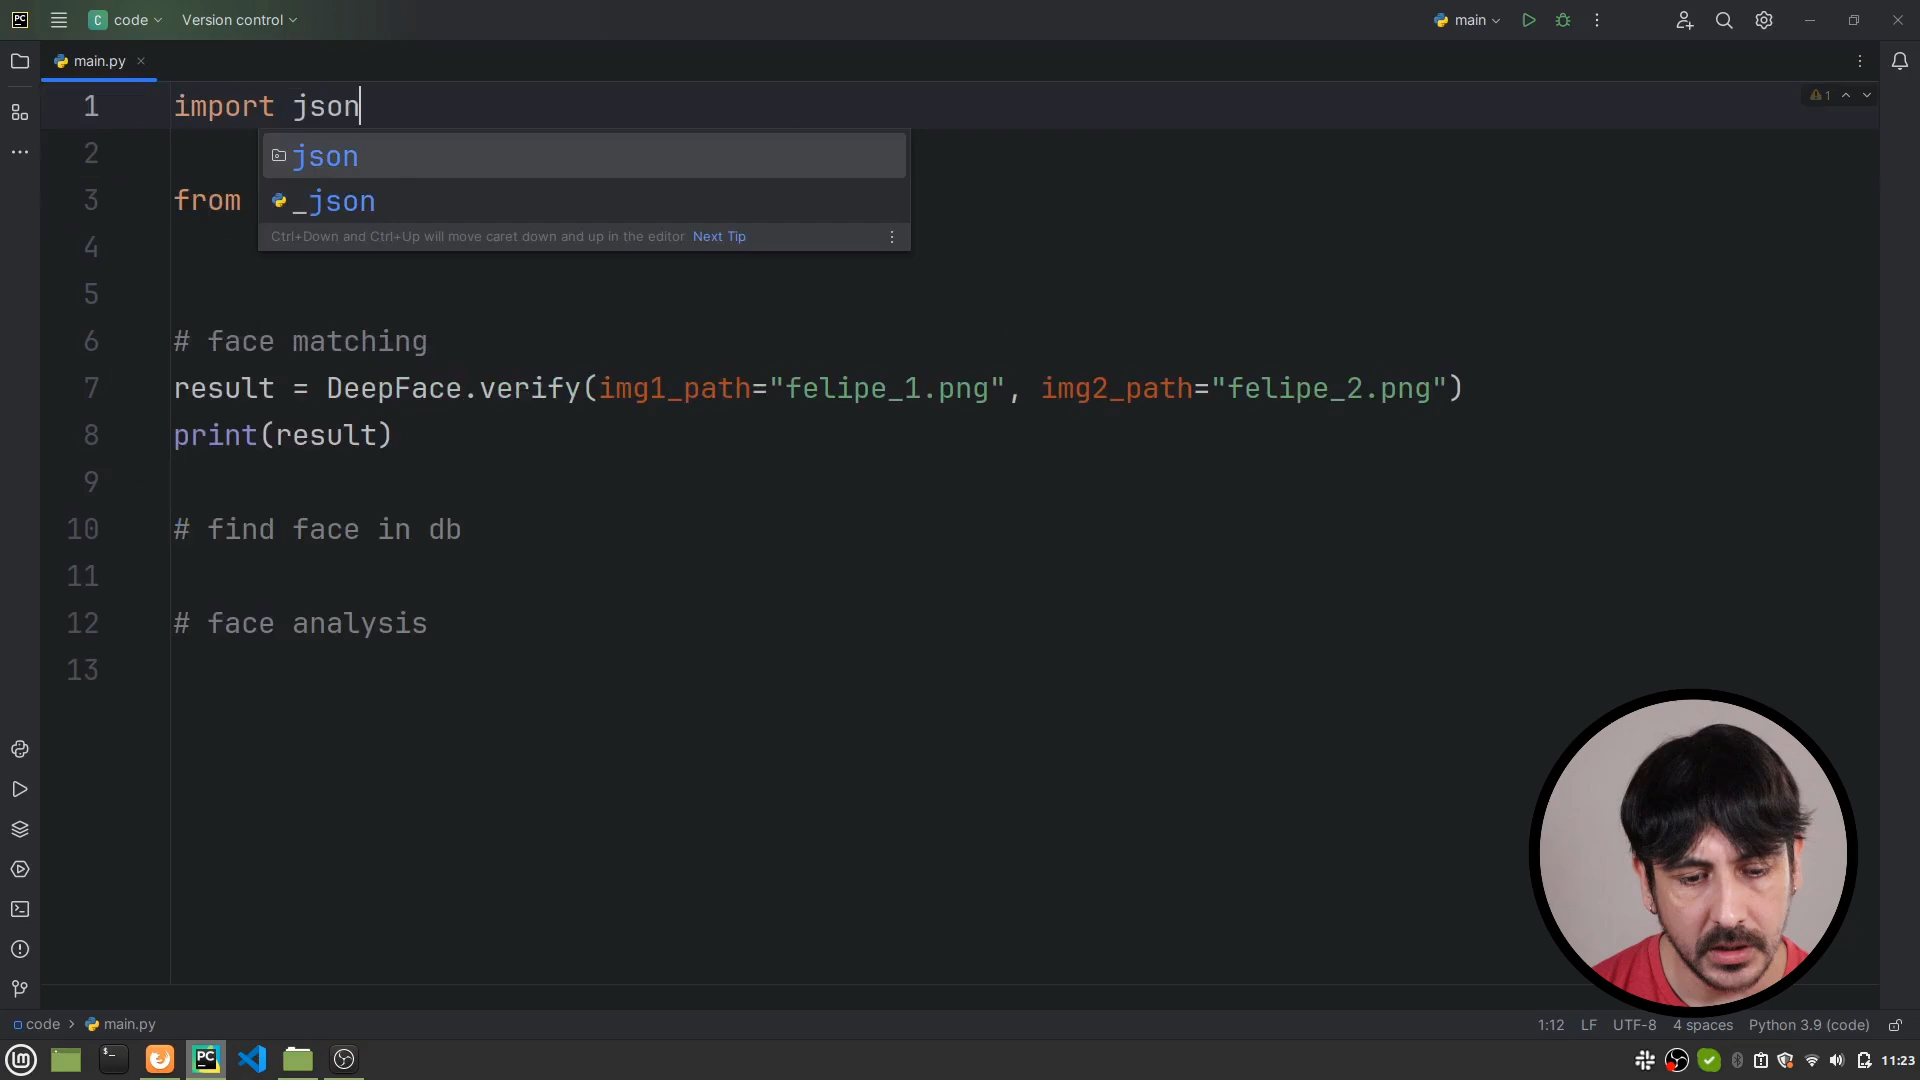 PC
C code
Version control
main
main.py
1 import json
1
json
2
3 from
_json
Ctrl+Down and Ctrl+Up will move caret down and up in the editor Next Tip
4
5
6 # face matching
7 result = DeepFace.verify(img1_path="felipe_1.png", img2_path="felipe_2.png")
8 print(result)
9
10 # find face in db
11
12 # face analysis
13
code > main.py
1:12 LF UTF-8 4 spaces Python 3.9 (code)
PC
11:23